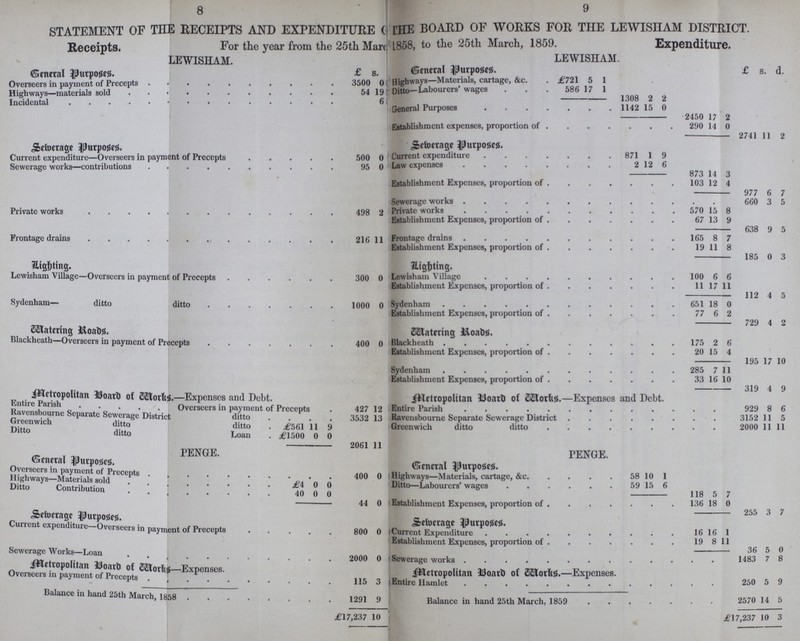 8
9
STATEMENT OF THE RECEIPTS AND EXPENDITURE THE BOARD OF WORKS FOR THE LEWISHAM DISTRICT.
Receipts. For the year from the 25th Mar 1858, to the 25th March, 1859. Expenditure.
LEWISHAM.
General Purposes. £ s.
Overseers in payment of Precepts . 3500 0
Highways—materials sold . 54 19
Incidental . 6
Sewerage Purposes.
Current expenditure—Overseers in payment of Precepts . 500 0
Sewerage works—contributions . 95 0
Private works . 498 2
Frontage drains . 216 11
Lighting.
Lewisham Village—Overseers in payment of Precepts . 300 0
Sydenham— ditto ditto . 1000 0
Watering Roads.
Blackheath—Overseers in payment of Precepts . 400 0
Metropolitan Board of Works.—Expenses and Debt.
Entire Parish . Overseers in payment of Precepts . 427 12
Ravensbourne Separate Sewerage District ditto . 3532 13
Greenwich ditto ditto . £561 11 9
Ditto ditto Loan . £1500 0 0
2061 11
PENGE.
General Purposes.
Overseers in payment of Precepts . 400 0
Highways—Materials sold . £4 0 0
Ditto Contribution . 40 0 0
44 0
Sewerage Purposes.
Current expenditure—Overseers in payment of Precepts . 800 0
Sewerage Works—Loan . 2000 0
Metropolitan Board of Works—Expenses.
Overseers in payment of Precepts . 115 3
Balance in hand 25th March, 1858 . 1291 9
£17,237 10
LEWISHAM.
General Purposes. £ s. d.
Highways—Materials, cartage, &c. . £721 5 1
Ditto—Labourers' wages . 586 17 1
1308 2 2
General Purposes . 1142 15 0
2450 17 2
Establishment expenses, proportion of . 290 14 0
2741 11 2
Sewerage Purposes.
Current expenditure . 871 1 9
Law expenses . 2 12 6
873 14 3
Establishment Expenses, proportion of . 103 12 4
977 6 7
Sewerage works . 660 3 5
Private works . 570 15 8
Establishment Expenses, proportion of . 67 13 9
638 9 5
Frontage drains . 165 8 7
Establishment Expenses, proportion of . 19 11 8
185 0 3
Lighting.
Lewisham Village . 100 6 6
Establishment Expenses, proportion of . 11 17 11
112 4 5
Sydenham . 651 18 0
Establishment Expenses, proportion of . 77 6 2
729 4 2
Watering Roads.
Blackheath . 175 2 6
Establishment Expenses, proportion of . 20 15 4
195 17 10
Sydenham . 285 7 11
Establishment Expenses, proportion of . 33 16 10
319 4 9
Metropolitan Board of Works.—Expenses and Debt.
Entire Parish . 929 8 6
Ravensbourne Separate Sewerage District . 3152 11 5
Greenwich ditto ditto . 2000 11 11
PENGE.
General Purposes.
Highways—Materials, cartage, &c. . 58 10 1
Ditto—Labourers' wages . 59 15 6
118 5 7
Establishment Expenses, proportion of . 136 18 0
255 3 7
Sewerage Purposes.
Current Expenditure . 16 16 1
Establishment Expenses, proportion of . 19 8 11
36 5 0
Sewerage works . 1483 7 8
Metropolitan Board of Works.—Expenses.
Entire Hamlet . 250 5 9
Balance in hand 25th March, 1859 . 2570 14 5
£17,237 10 3